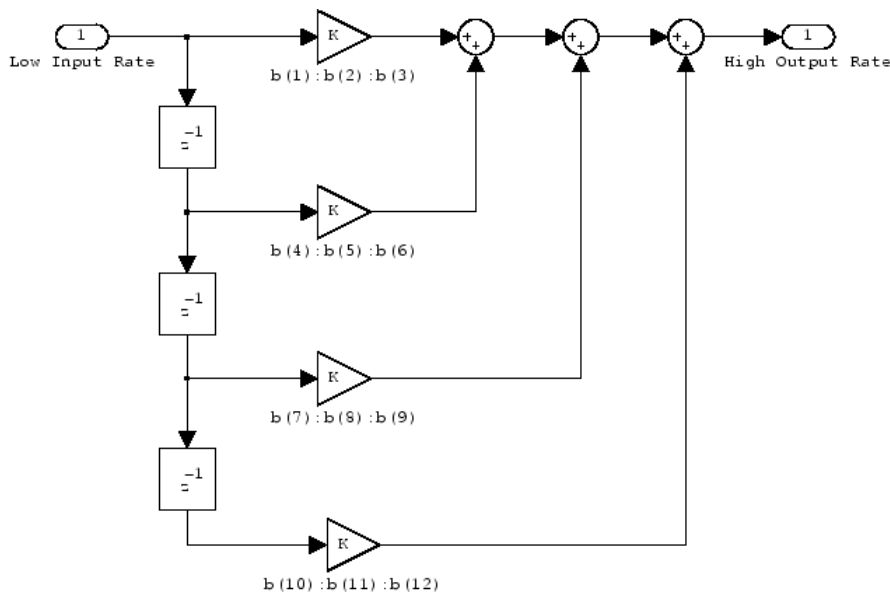 1 K + + + + + + 1
Low Input Rate High Output Rate
b(1):b(2):b(3)
z^-1
K
b(4):b(5):b(6)
z^-1
K
b(7):b(8):b(9)
z^-1
K
b(10):b(11):b(12)